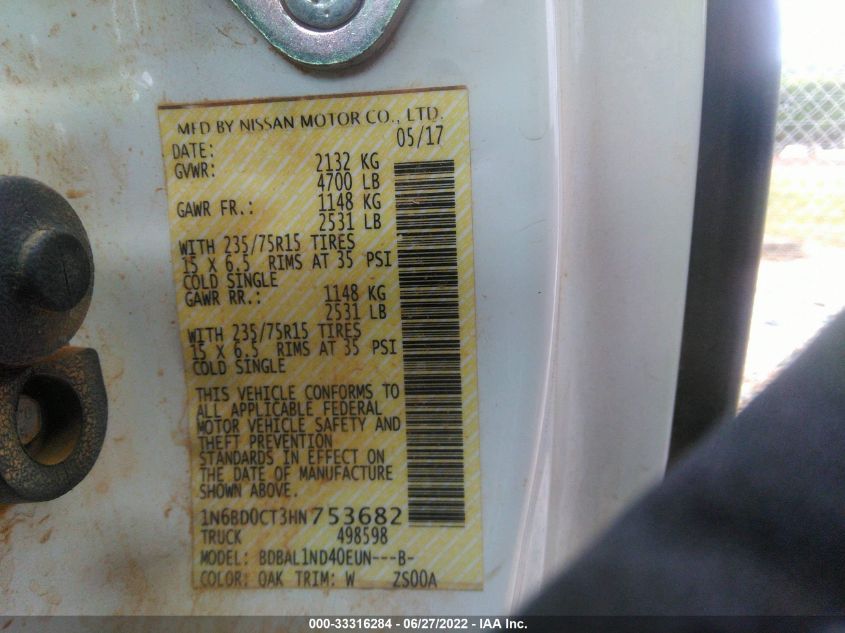 MFD BY NISSAN MOTOR CO., LTD.
DATE: 05/17
GVWR: 2132 KG
4700 LB
GAWR FR.: 1148 KG
2531 LB
WITH 235/75R15 TIRES
15 X 6.5 RIMS AT 35 PSI
COLD SINGLE
GAWR RR.: 1148 KG
2531 LB
WITH 235/75R15 TIRES
15 X 6.5 RIMS AT 35 PSI
COLD SINGLE
THIS VEHICLE CONFORMS TO
ALL APPLICABLE FEDERAL
MOTOR VEHICLE SAFETY AND
THEFT PREVENTION
STANDARDS IN EFFECT ON
THE DATE OF MANUFACTURE
SHOWN ABOVE.
1N6BD0CT3HN753682
TRUCK 498598
MODEL: BDBAL1ND40EUN---B-
COLOR: QAK TRIM: W ZS00A
000-33316284 - 06/27/2022 - IAA Inc.